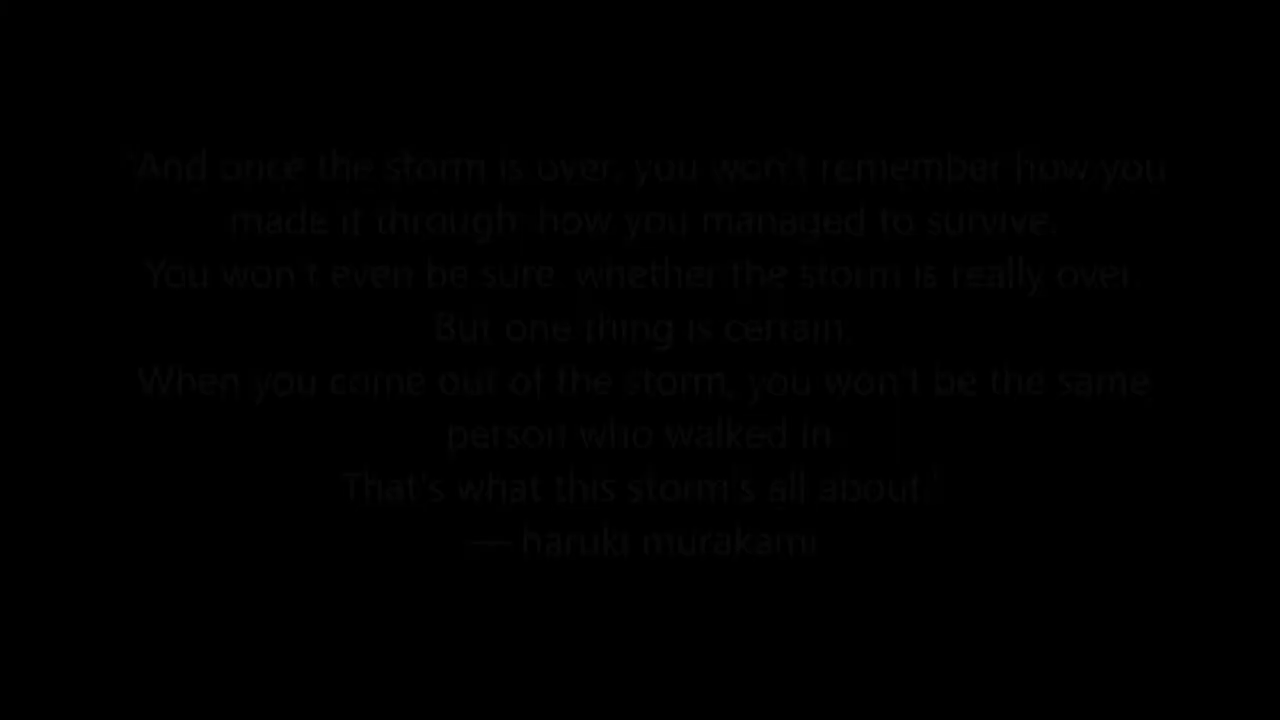 "And once the storm is over, you won't remember how you
made it through, how you managed to survive.
You won't even be sure, whether the storm is really over.
But one thing is certain.
When you come out of the storm, you won't be the same
person who walked in.
That's what this storm's all about."
— haruki murakami